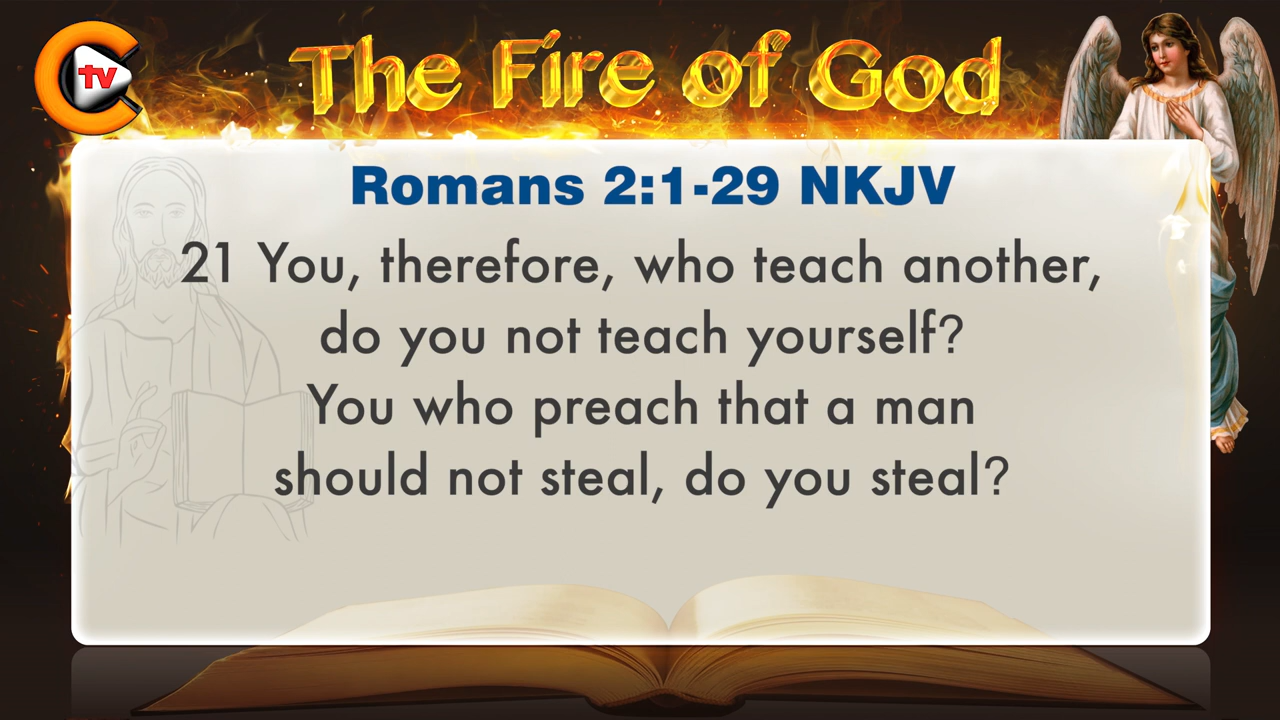 tv
The Fire of God
Romans 2:1-29 NKJV
21 You, therefore, who teach another,
do you not teach yourself?
You who preach that a man
should not steal, do you steal?